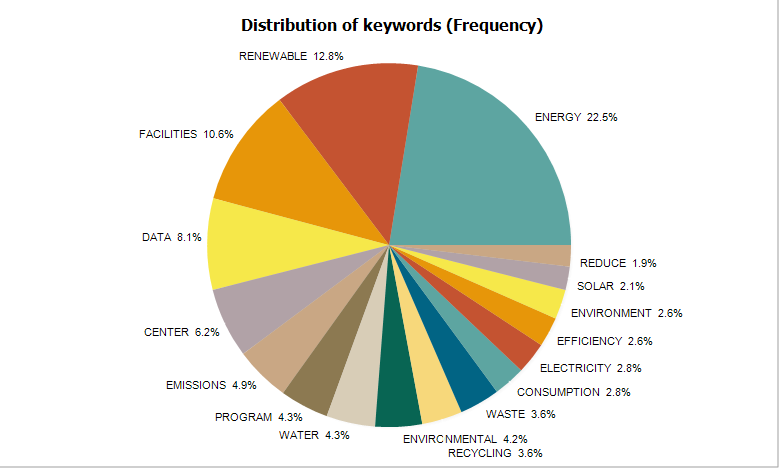 Distribution of keywords (Frequency)
RENEWABLE 12.8%
ENERGY 22.5%
FACILITIES 10.6%
DATA 8.1%
CENTER 6.2%
EMISSIONS 4.9%
PROGRAM 4.3%
WATER 4.3%
ENVIRONMENTAL 4.2%
RECYCLING 3.6%
WASTE 3.6%
CONSUMPTION 2.8%
ELECTRICITY 2.8%
EFFICIENCY 2.6%
ENVIRONMENT 2.6%
SOLAR 2.1%
REDUCE 1.9%